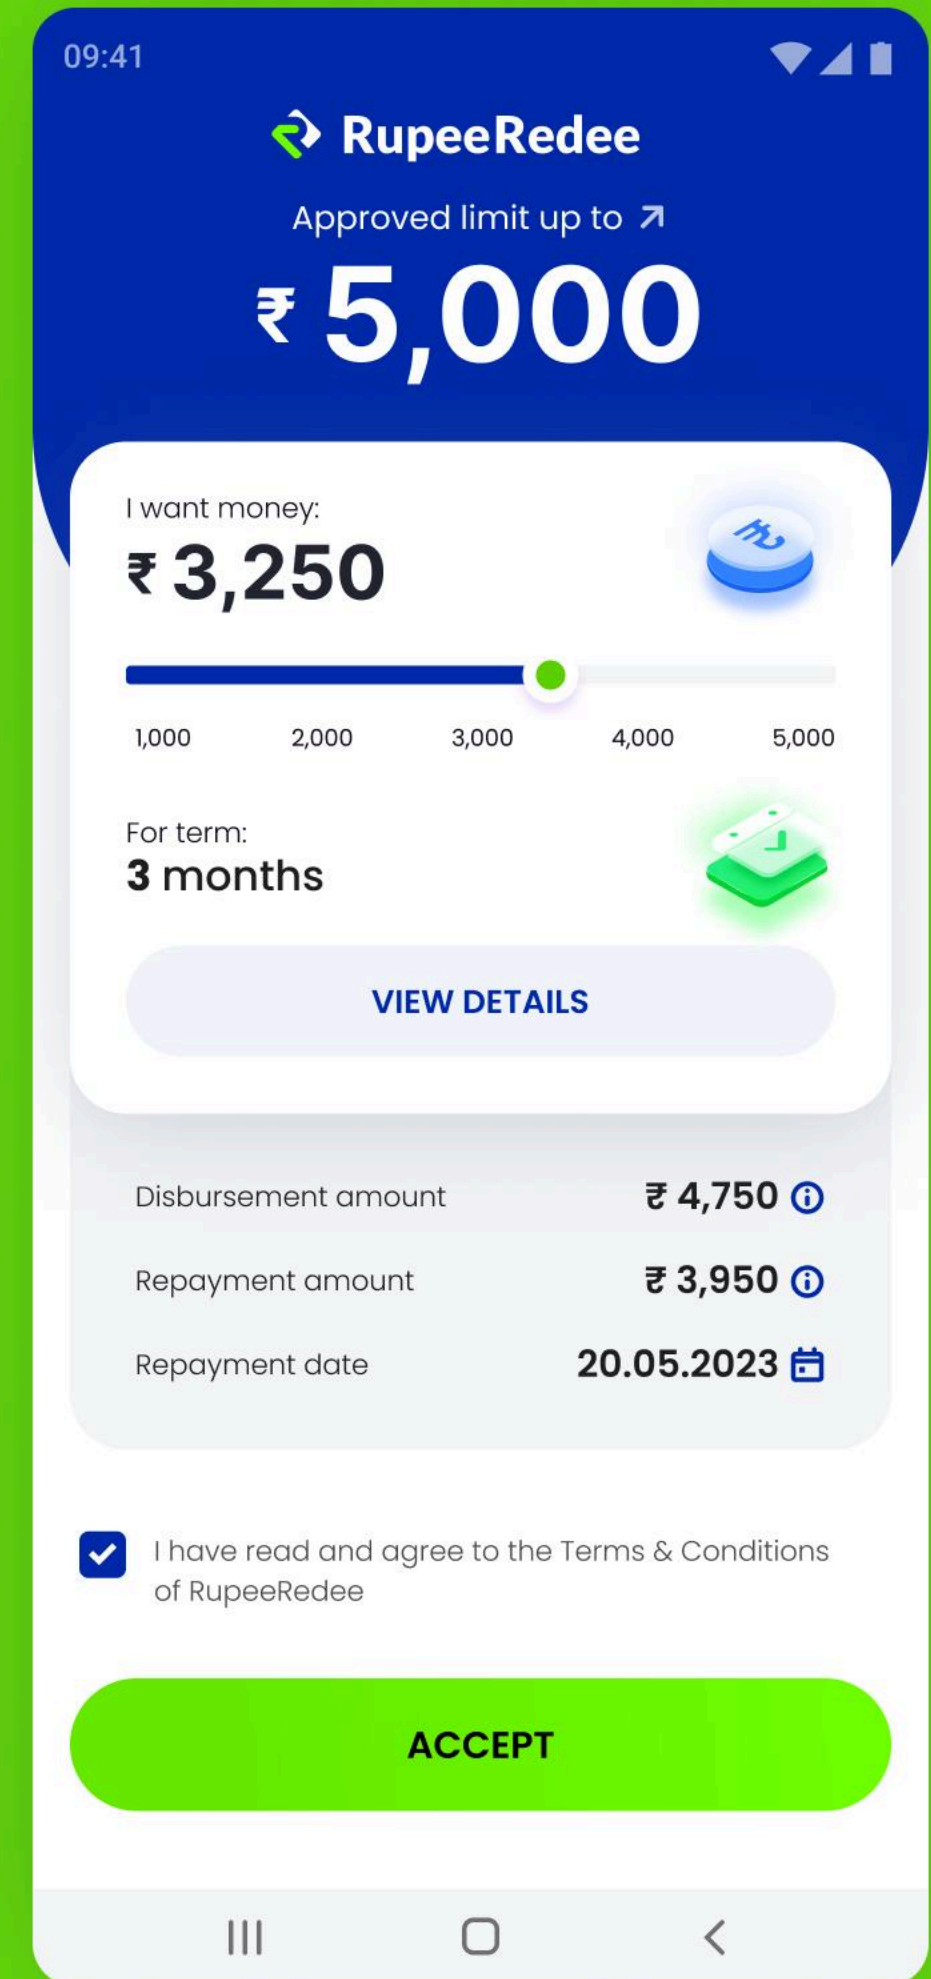 09:41
RupeeRedee
Approved limit up to
₹ 5,000
I want money:
₹ 3,250
1,000 2,000 3,000 4,000 5,000
For term:
3 months
VIEW DETAILS
Disbursement amount ₹ 4,750
Repayment amount ₹ 3,950
Repayment date 20.05.2023
I have read and agree to the Terms & Conditions
of RupeeRedee
ACCEPT